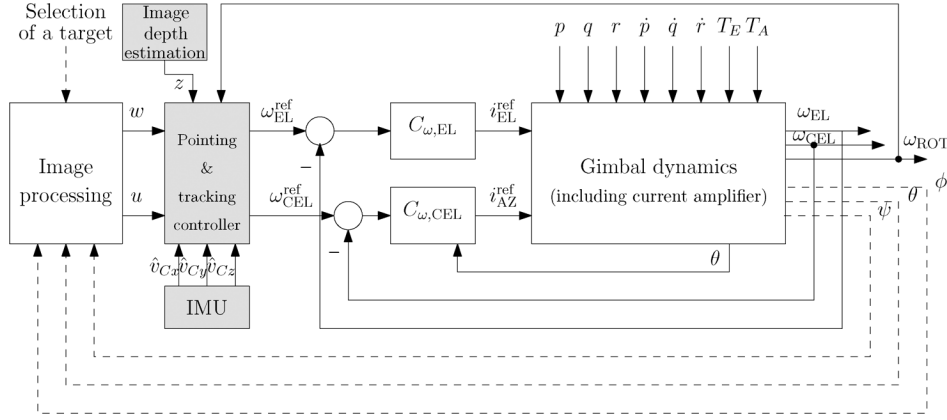 Selection
of a target
Image
depth
estimation
z
p q r ṗ q̇ ṙ T_E T_A
w
ω_EL^ref
C_ω,EL
i_EL^ref
ω_EL
ω_CEL
ω_ROT
Image
processing
Pointing
&
tracking
controller
Gimbal dynamics
(including current amplifier)
−
u
ω_CEL^ref
C_ω,CEL
i_AZ^ref
ϕ
θ
ψ
−
θ
v̂_Cx v̂_Cy v̂_Cz
IMU